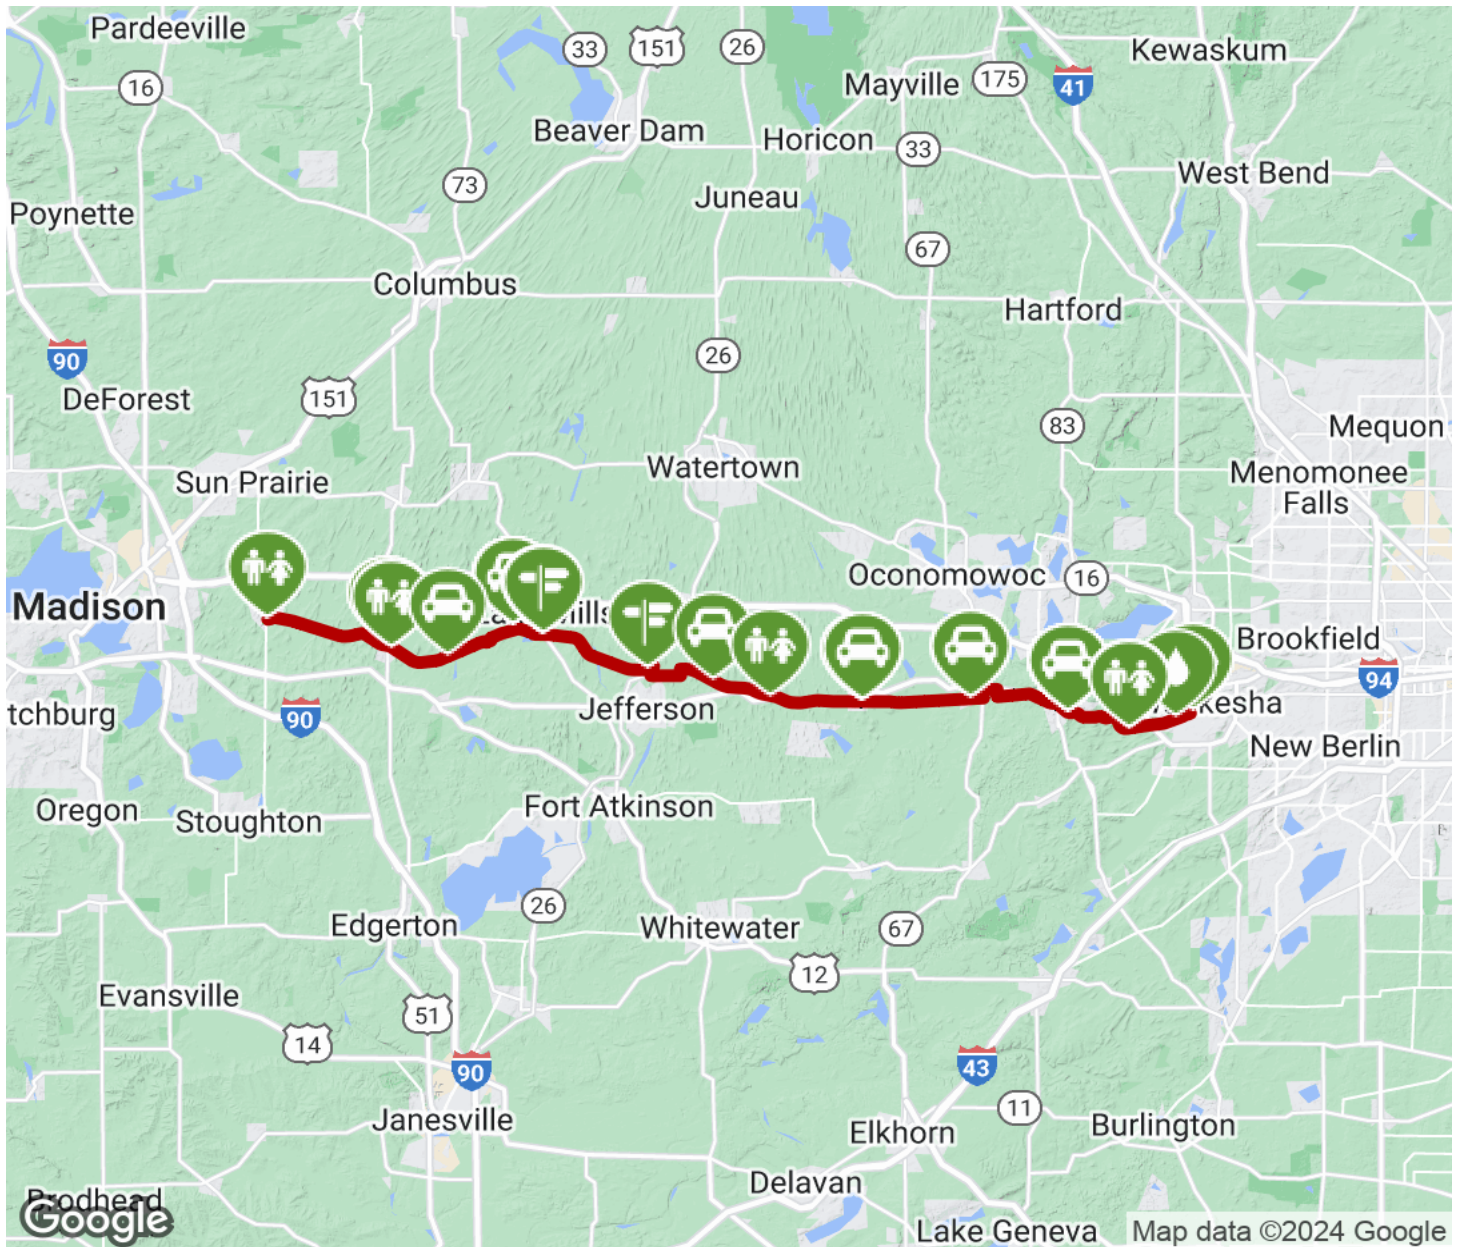 Pardeeville
33
151
26
Kewaskum
16
Mayville
175
41
Beaver Dam
Horicon
33
73
West Bend
Juneau
Poynette
67
Columbus
Hartford
90
26
DeForest
151
83
Mequon
Sun Prairie
Watertown
Menomonee
Falls
Oconomowoc
16
Madison
Brookfield
94
tchburg
90
Jefferson
kesha
New Berlin
Oregon
Stoughton
Fort Atkinson
26
Edgerton
Whitewater
67
12
Evansville
51
14
90
43
Janesville
11
Elkhorn
Burlington
Delavan
Brodhead
Google
Lake Geneva
Map data ©2024 Google